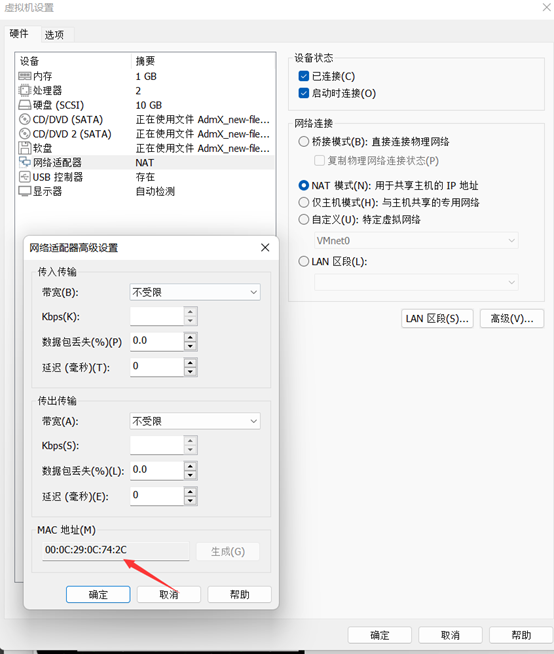 虚拟机设置
硬件 选项
设备 摘要
内存 1 GB
处理器 2
硬盘 (SCSI) 10 GB
CD/DVD (SATA) 正在使用文件 AdmX_new-file...
CD/DVD 2 (SATA) 正在使用文件 AdmX_new-file...
软盘 正在使用文件 AdmX_new-file...
网络适配器 NAT
USB 控制器 存在
显示器 自动检测
设备状态
已连接(C)
启动时连接(O)
网络连接
桥接模式(B): 直接连接物理网络
复制物理网络连接状态(P)
NAT 模式(N): 用于共享主机的 IP 地址
仅主机模式(H): 与主机共享的专用网络
自定义(U): 特定虚拟网络
VMnet0
LAN 区段(L):
LAN 区段(S)... 高级(V)...
网络适配器高级设置
传入传输
带宽(B): 不受限
Kbps(K):
数据包丢失(%)(P) 0.0
延迟 (毫秒)(T): 0
传出传输
带宽(A): 不受限
Kbps(S):
数据包丢失(%)(L): 0.0
延迟 (毫秒)(E): 0
MAC 地址(M)
00:0C:29:0C:74:2C 生成(G)
确定 取消 帮助
确定 取消 帮助